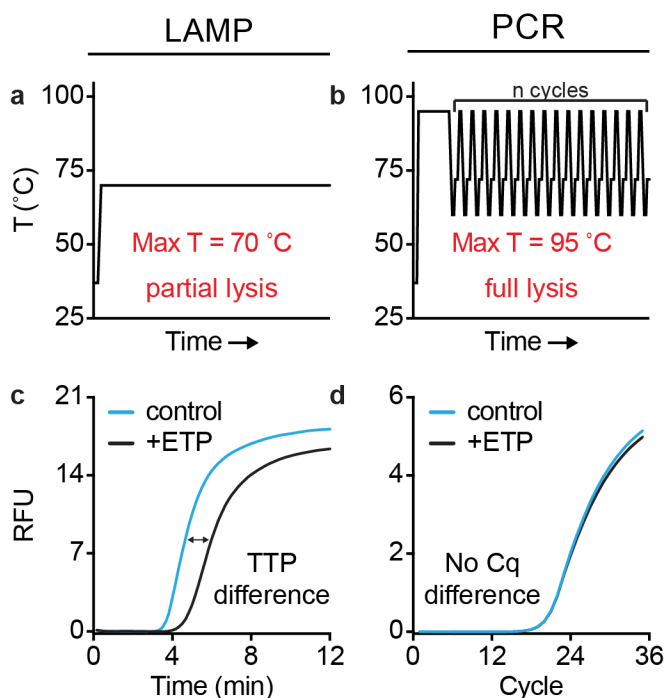 LAMP
PCR
a
100
75
50
25
T (˚C)
Max T = 70 ˚C
partial lysis
Time →
b
n cycles
100
75
50
25
Max T = 95 ˚C
full lysis
Time →
c
21
14
7
0
RFU
control
+ETP
TTP
difference
0 4 8 12
Time (min)
d
6
4
2
0
control
+ETP
No Cq
difference
0 12 24 36
Cycle